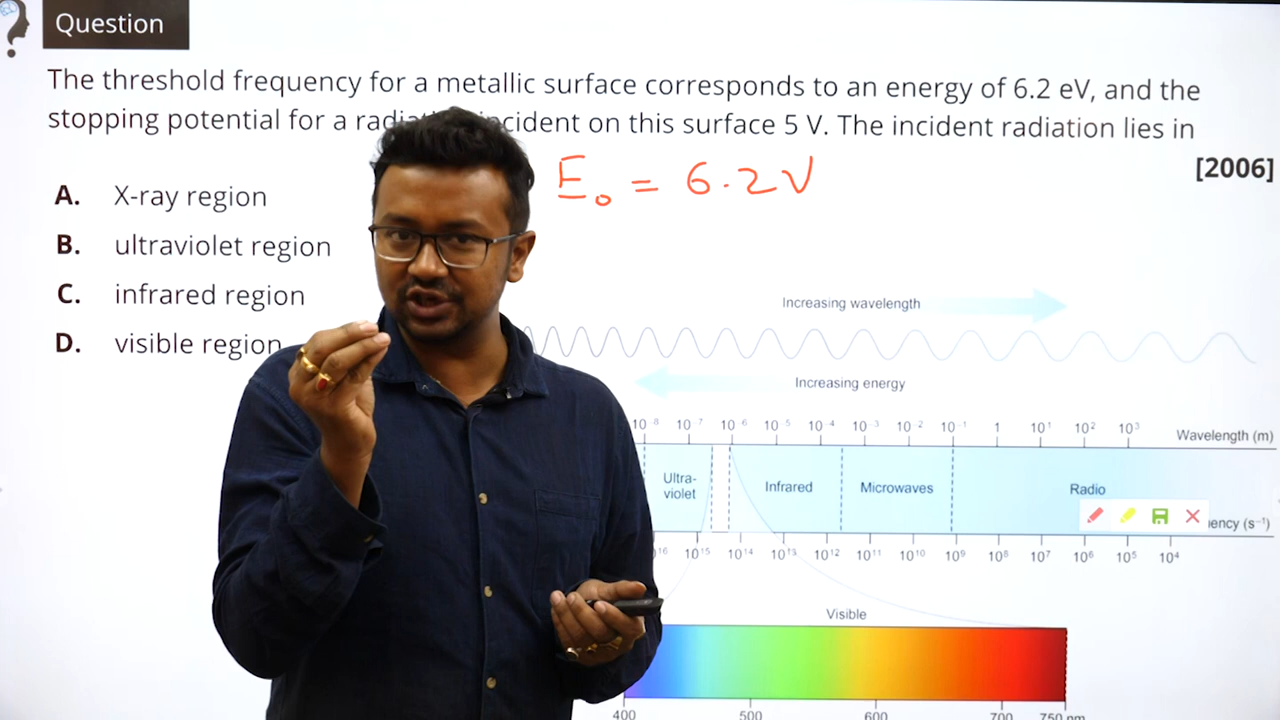 Question
The threshold frequency for a metallic surface corresponds to an energy of 6.2 eV, and the
stopping potential for a incident on this surface 5 V. The incident radiation lies in
[2006]
E₀ = 6.2V
A. X-ray region
B. ultraviolet region
C. infrared region
D. visible region
Increasing wavelength
Increasing energy
10⁻⁸ 10⁻⁷ 10⁻⁶ 10⁻⁵ 10⁻⁴ 10⁻³ 10⁻² 10⁻¹ 1 10¹ 10² 10³ Wavelength (m)
Ultra-
violet
Infrared Microwaves Radio
(s⁻¹)
10¹⁵ 10¹⁴ 10¹³ 10¹² 10¹¹ 10¹⁰ 10⁹ 10⁸ 10⁷ 10⁶ 10⁵ 10⁴
Visible
400 500 600 700 750 nm